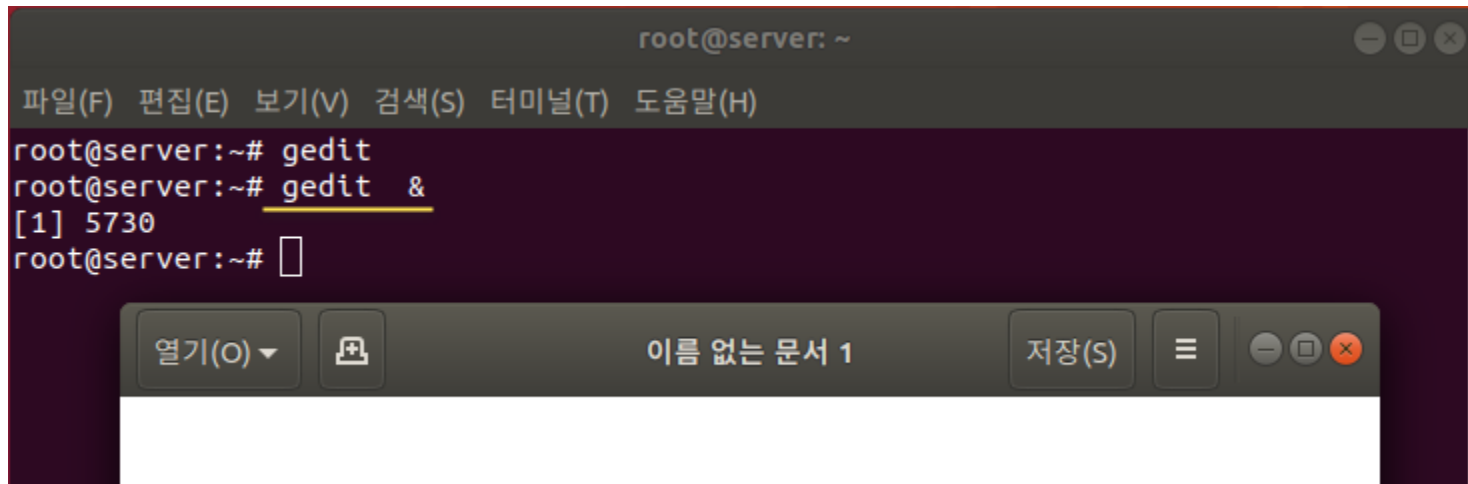 root@server: ~
파일(F) 편집(E) 보기(V) 검색(S) 터미널(T) 도움말(H)
root@server:~# gedit
root@server:~# gedit  &
[1] 5730
root@server:~#
열기(O) 이름 없는 문서 1 저장(S)